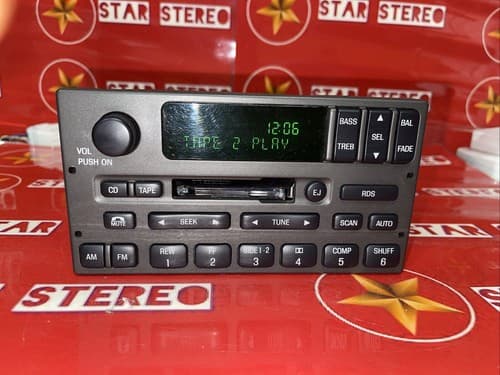 STAR STEREO
STAR STEREO
STAR STEREO
12:06
TAPE 2 PLAY
VOL
PUSH ON
BASS
TREB
SEL
BAL
FADE
CD TAPE EJ RDS
MUTE SEEK TUNE SCAN AUTO
AM FM
REW FF SIDE 1-2 COMP SHUFF
1 2 3 4 5 6
STEREO